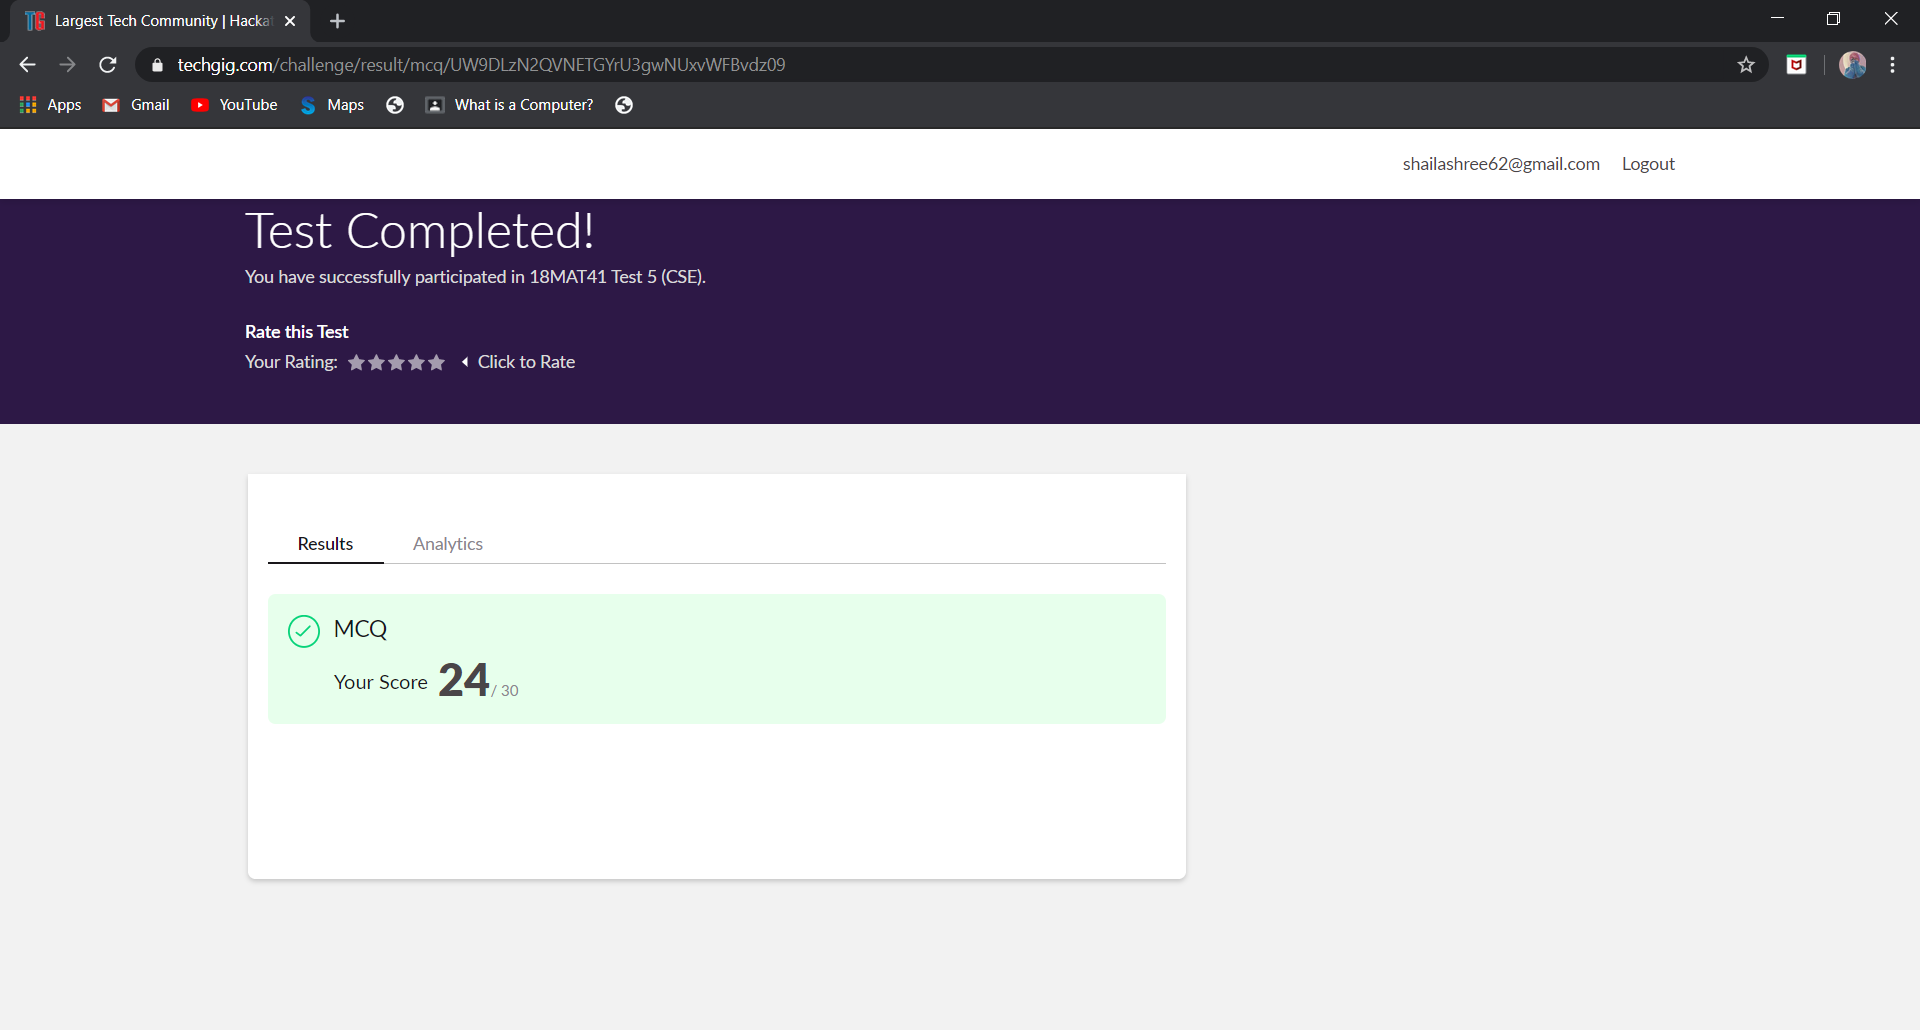 TG Largest Tech Community | Hacka
techgig.com/challenge/result/mcq/UW9DLzN2QVNETGYrU3gwNUxvWFBvdz09
Apps Gmail YouTube Maps What is a Computer?
shailashree62@gmail.com Logout
Test Completed!
You have successfully participated in 18MAT41 Test 5 (CSE).
Rate this Test
Your Rating: Click to Rate
Results Analytics
MCQ
Your Score 24 / 30